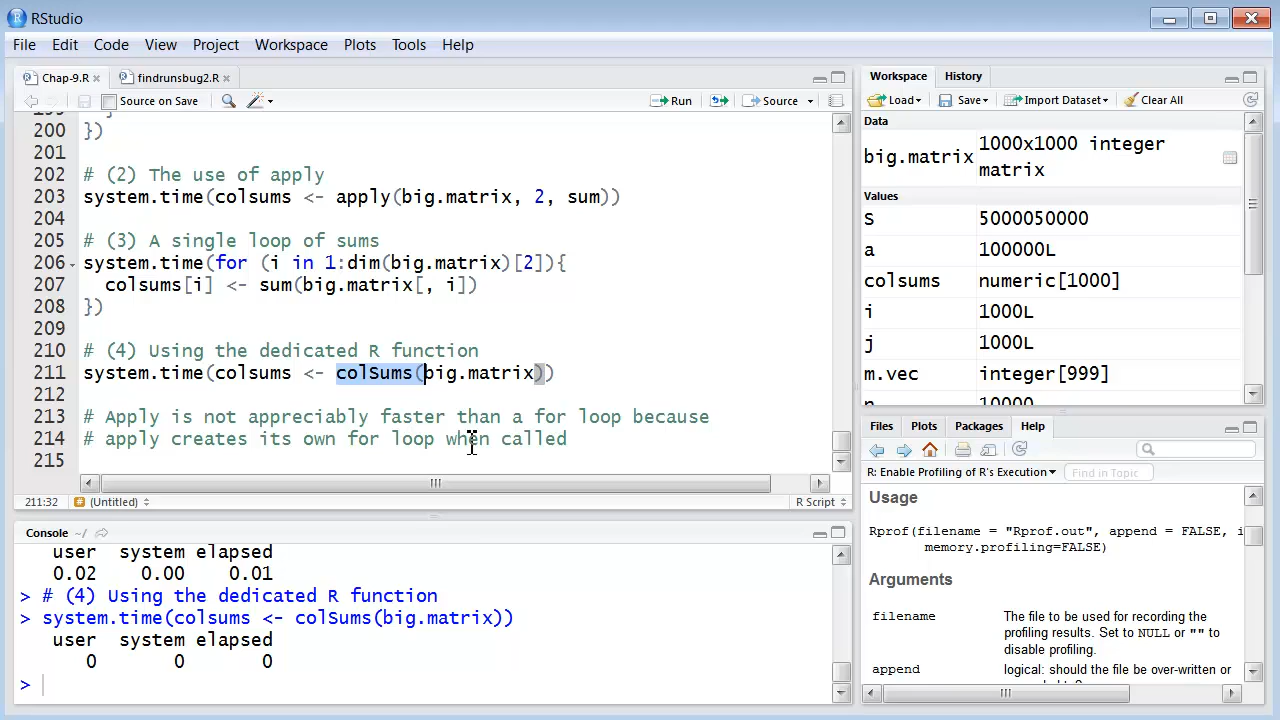 RStudio
File Edit Code View Project Workspace Plots Tools Help
Chap-9.R findrunsbug2.R
Source on Save Run Source
200 })
201
202 # (2) The use of apply
203 system.time(colsums <- apply(big.matrix, 2, sum))
204
205 # (3) A single loop of sums
206 system.time(for (i in 1:dim(big.matrix)[2]){
207 colsums[i] <- sum(big.matrix[, i])
208 })
209
210 # (4) Using the dedicated R function
211 system.time(colsums <- colSums(big.matrix))
212
213 # Apply is not appreciably faster than a for loop because
214 # apply creates its own for loop when called
215
211:32 (Untitled) R Script
Console ~/
user system elapsed
0.02 0.00 0.01
> # (4) Using the dedicated R function
> system.time(colsums <- colSums(big.matrix))
user system elapsed
0 0 0
>
Workspace History
Load Save Import Dataset Clear All
Data
big.matrix 1000x1000 integer
matrix
Values
S 5000050000
a 100000L
colsums numeric[1000]
i 1000L
j 1000L
m.vec integer[999]
Files Plots Packages Help
R: Enable Profiling of R's Execution Find in Topic
Usage
Rprof(filename = "Rprof.out", append = FALSE, i
memory.profiling=FALSE)
Arguments
filename The file to be used for recording the
profiling results. Set to NULL or "" to
disable profiling.
append logical: should the file be over-written or